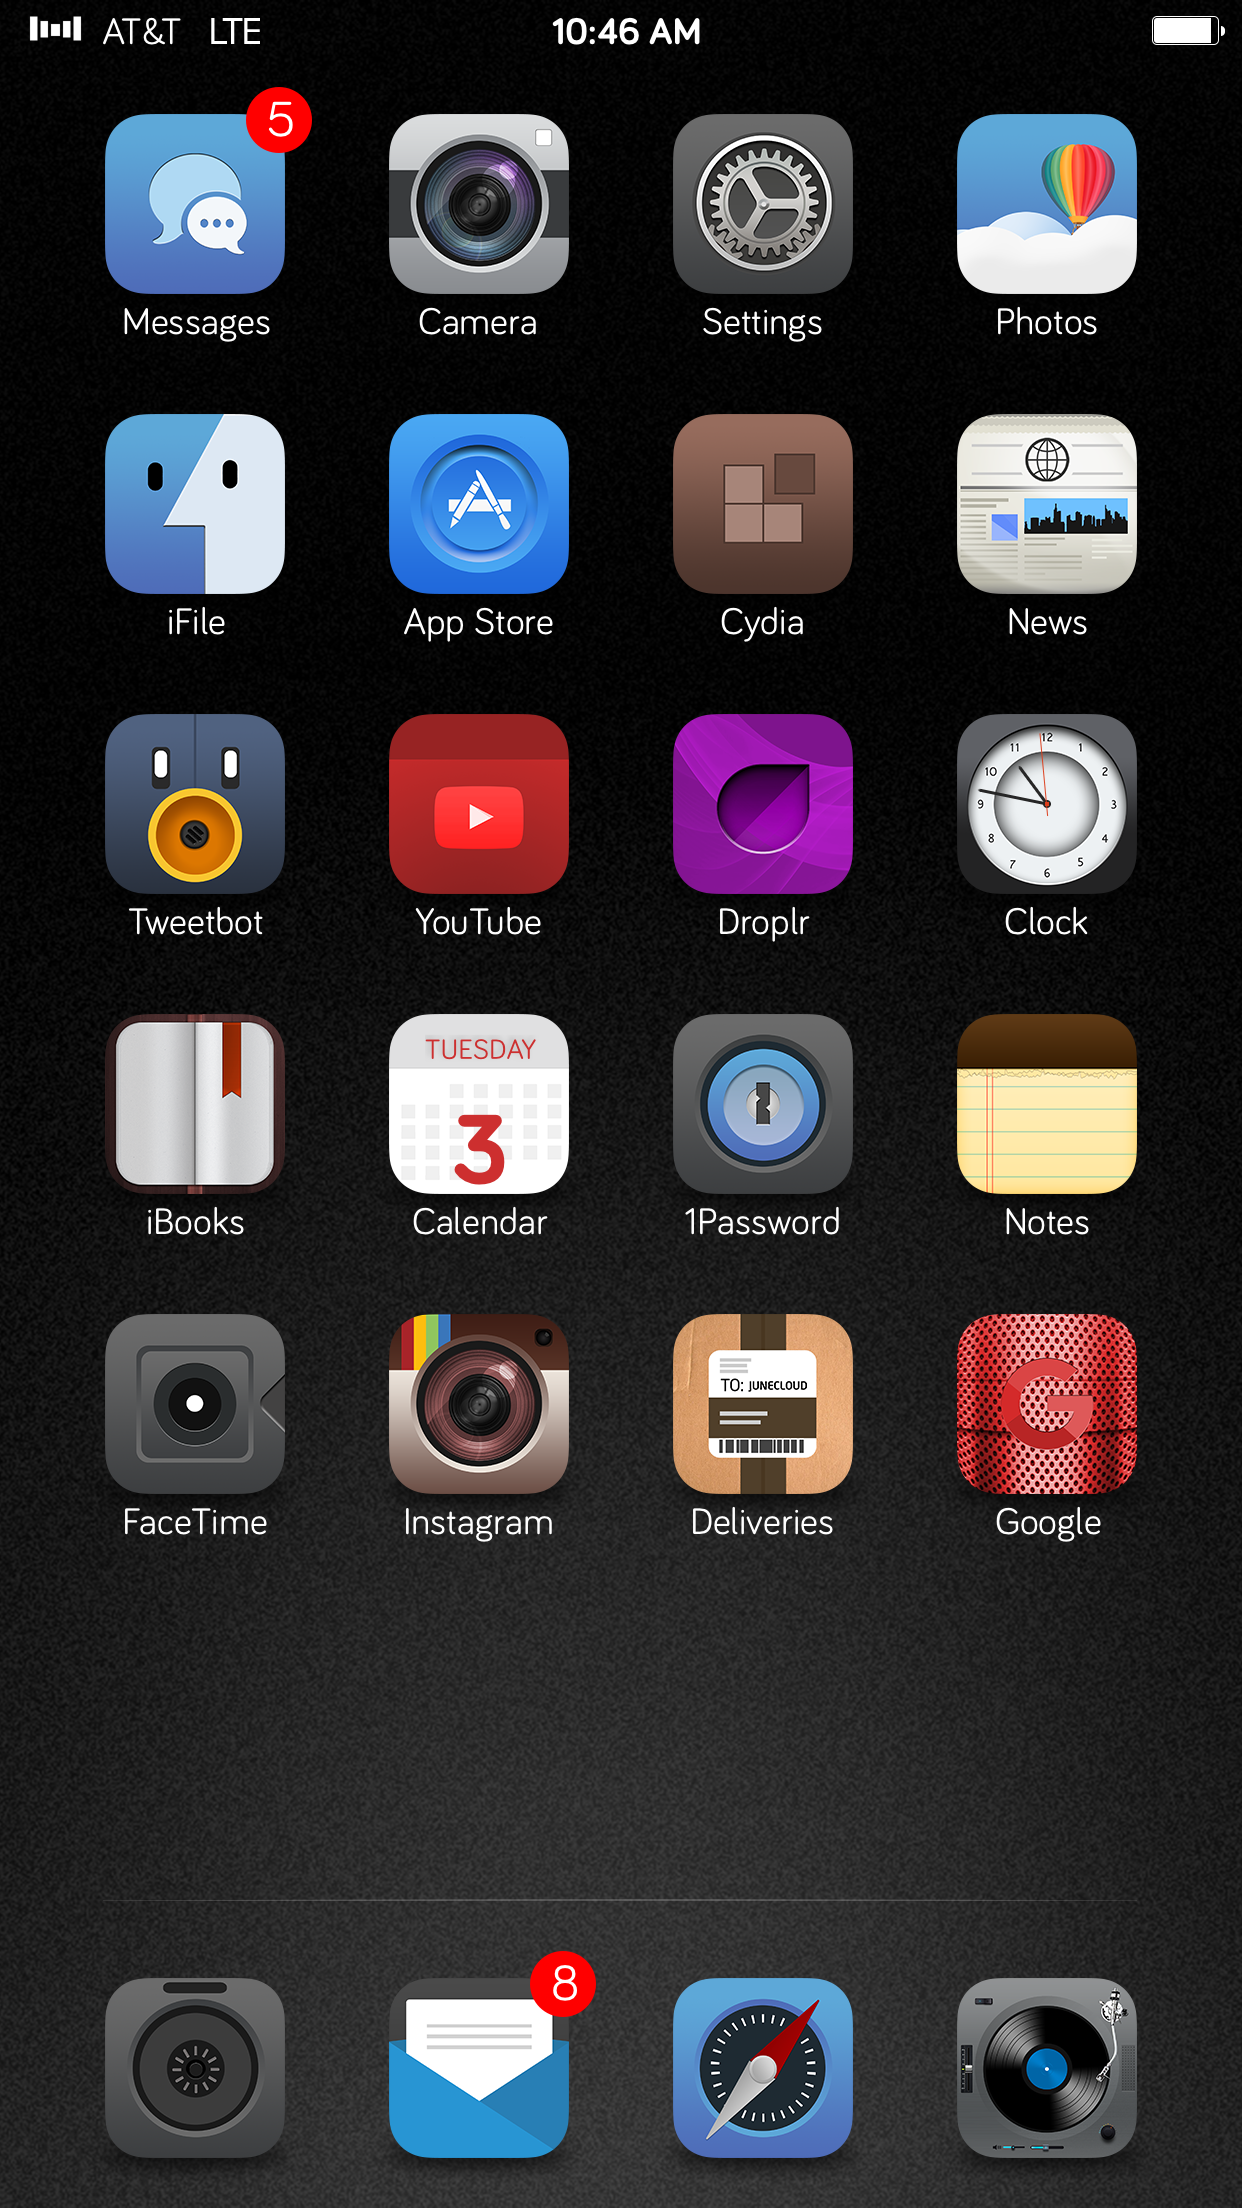 AT&T LTE 10:46 AM
5
Messages Camera Settings Photos
iFile App Store Cydia News
12
11 1
10 2
9 3
8 4
7 5
6
Tweetbot YouTube Droplr Clock
TUESDAY
3
iBooks Calendar 1Password Notes
TO: JUNECLOUD
G
FaceTime Instagram Deliveries Google
8